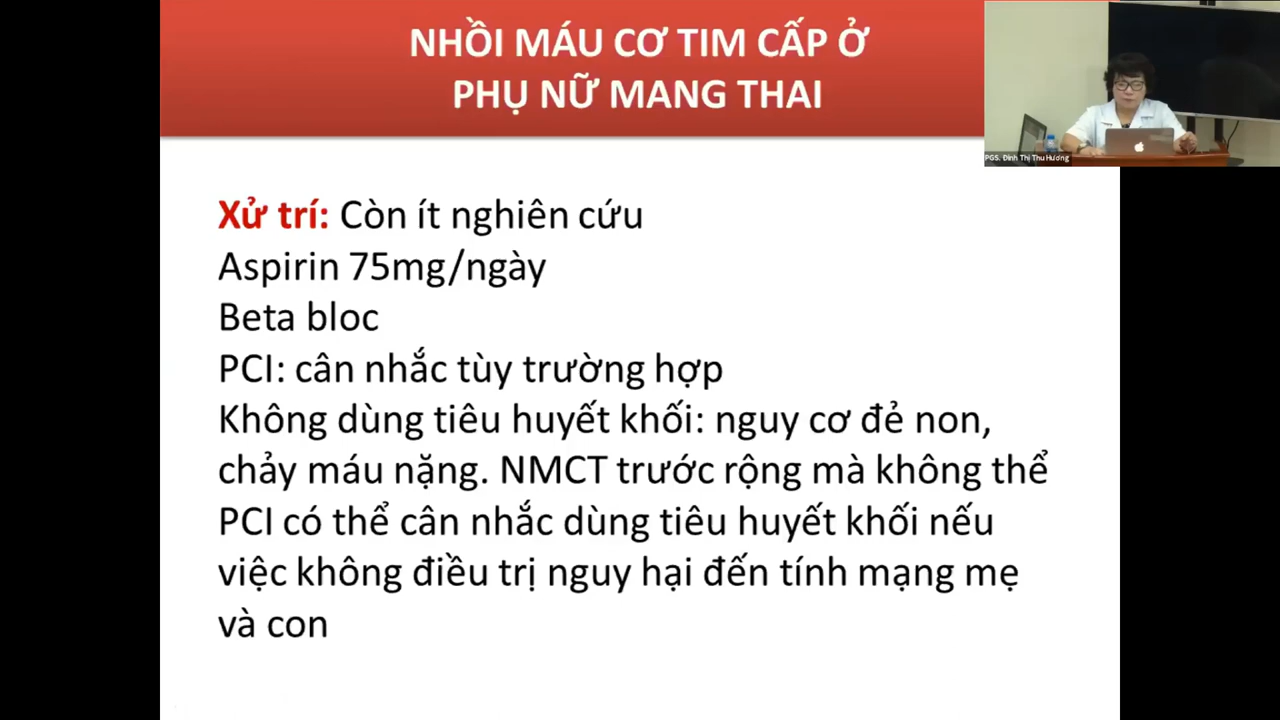 NHỒI MÁU CƠ TIM CẤP Ở
PHỤ NỮ MANG THAI
PGS. Đinh Thị Thu Hương
Xử trí: Còn ít nghiên cứu
Aspirin 75mg/ngày
Beta bloc
PCI: cân nhắc tùy trường hợp
Không dùng tiêu huyết khối: nguy cơ đẻ non,
chảy máu nặng. NMCT trước rộng mà không thể
PCI có thể cân nhắc dùng tiêu huyết khối nếu
việc không điều trị nguy hại đến tính mạng mẹ
và con